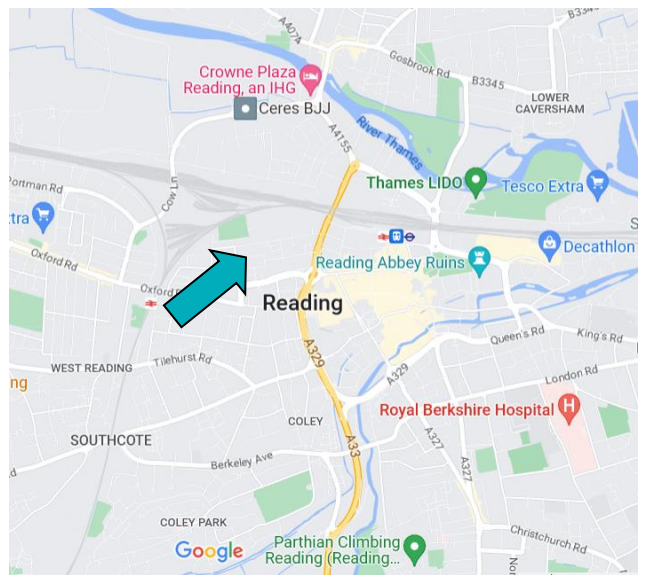 A4074
B3345
Gosbrook Rd
B3345
Crowne Plaza
Reading, an IHG
Ceres BJJ
LOWER
CAVERSHAM
A4155
River Thames
Portman Rd
Cow Ln
Thames LIDO
Tesco Extra
tra
Oxford Rd
Decathlon
Reading Abbey Ruins
Oxford
Reading
Queen's Rd
King's Rd
A329
WEST READING
Tilehurst Rd
A329
London Rd
ng
Royal Berkshire Hospital
H
COLEY
SOUTHCOTE
A33
A327
A327
Berkeley Ave
COLEY PARK
Christchurch Rd
Google
Parthian Climbing
Reading (Reading...